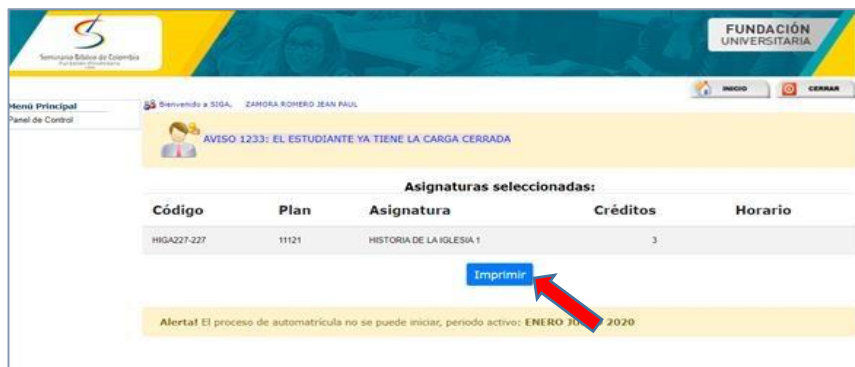 Seminario Bíblico de Colombia
FUNDACIÓN
UNIVERSITARIA
INICIO CERRAR
Menú Principal
Panel de Control
Bienvenido a SIGA, ZAMORA ROMERO JEAN PAUL
AVISO 1233: EL ESTUDIANTE YA TIENE LA CARGA CERRADA
Asignaturas seleccionadas:
Código Plan Asignatura Créditos Horario
HIGA227-227 11121 HISTORIA DE LA IGLESIA 1 3
Imprimir
Alerta! El proceso de automatrícula no se puede iniciar, periodo activo: ENERO 2020